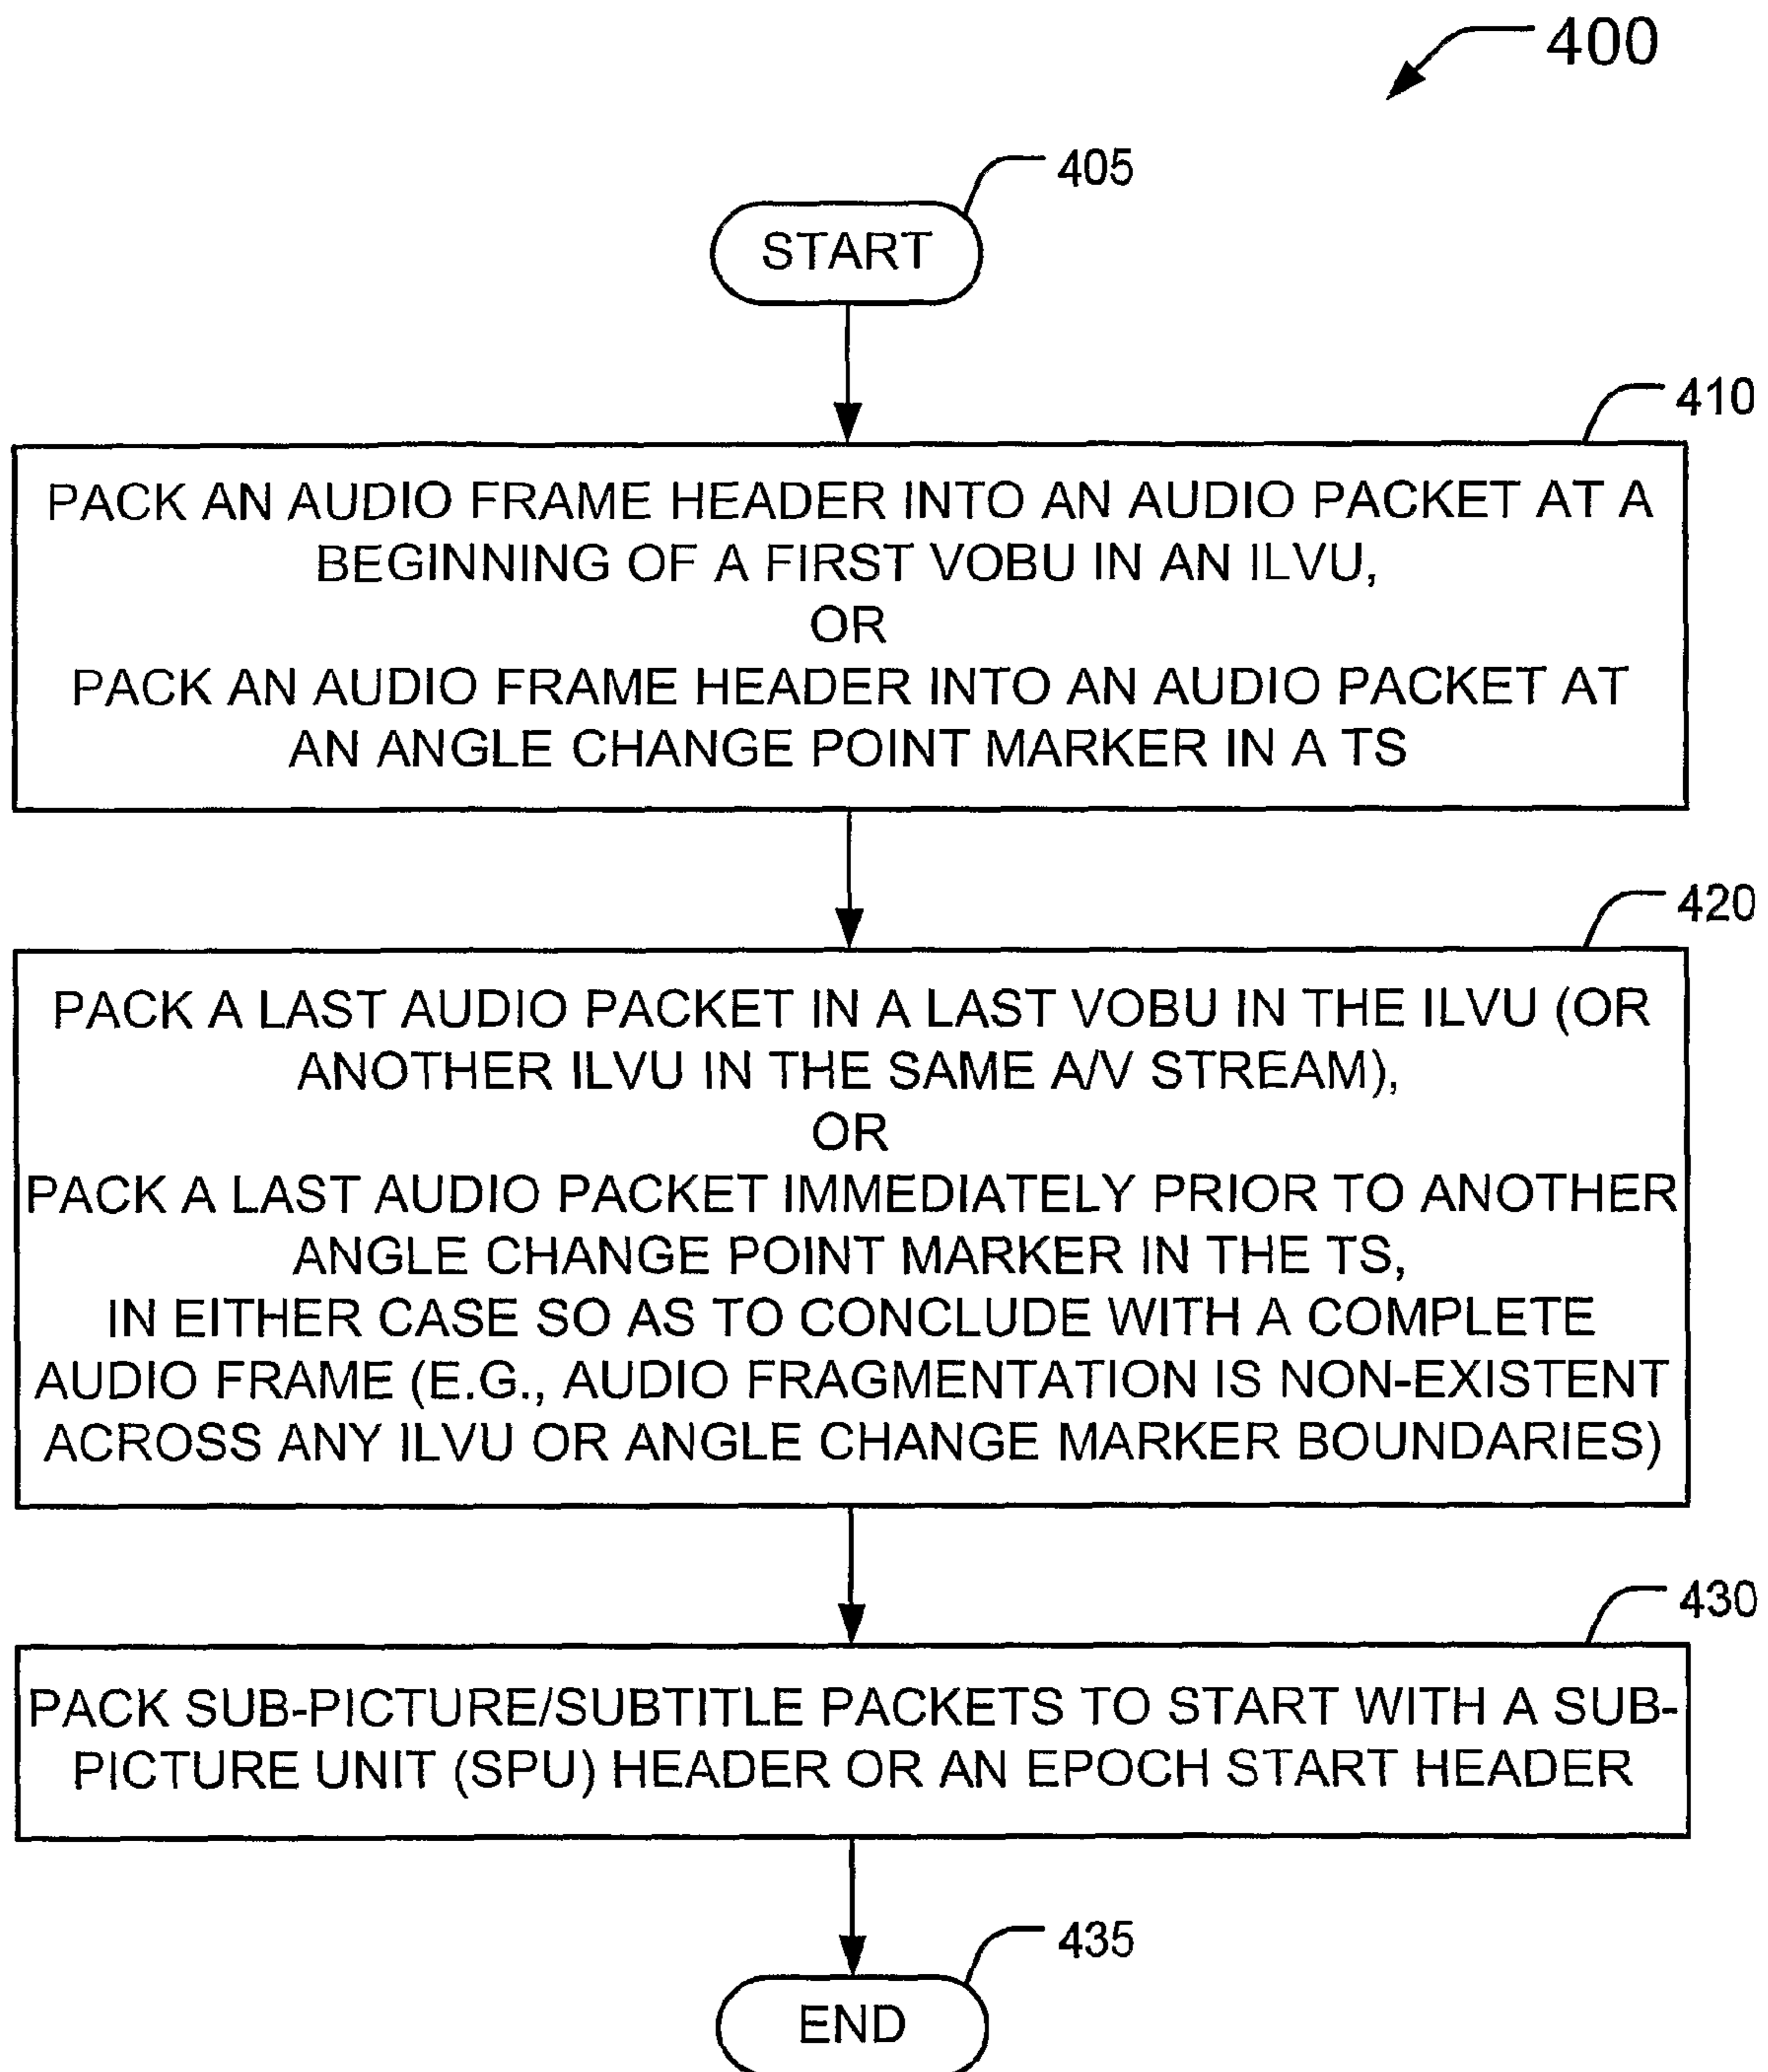 400
405
START
410
PACK AN AUDIO FRAME HEADER INTO AN AUDIO PACKET AT A
BEGINNING OF A FIRST VOBU IN AN ILVU,
OR
PACK AN AUDIO FRAME HEADER INTO AN AUDIO PACKET AT
AN ANGLE CHANGE POINT MARKER IN A TS
420
PACK A LAST AUDIO PACKET IN A LAST VOBU IN THE ILVU (OR
ANOTHER ILVU IN THE SAME A/V STREAM),
OR
PACK A LAST AUDIO PACKET IMMEDIATELY PRIOR TO ANOTHER
ANGLE CHANGE POINT MARKER IN THE TS,
IN EITHER CASE SO AS TO CONCLUDE WITH A COMPLETE
AUDIO FRAME (E.G., AUDIO FRAGMENTATION IS NON-EXISTENT
ACROSS ANY ILVU OR ANGLE CHANGE MARKER BOUNDARIES)
430
PACK SUB-PICTURE/SUBTITLE PACKETS TO START WITH A SUB-
PICTURE UNIT (SPU) HEADER OR AN EPOCH START HEADER
435
END